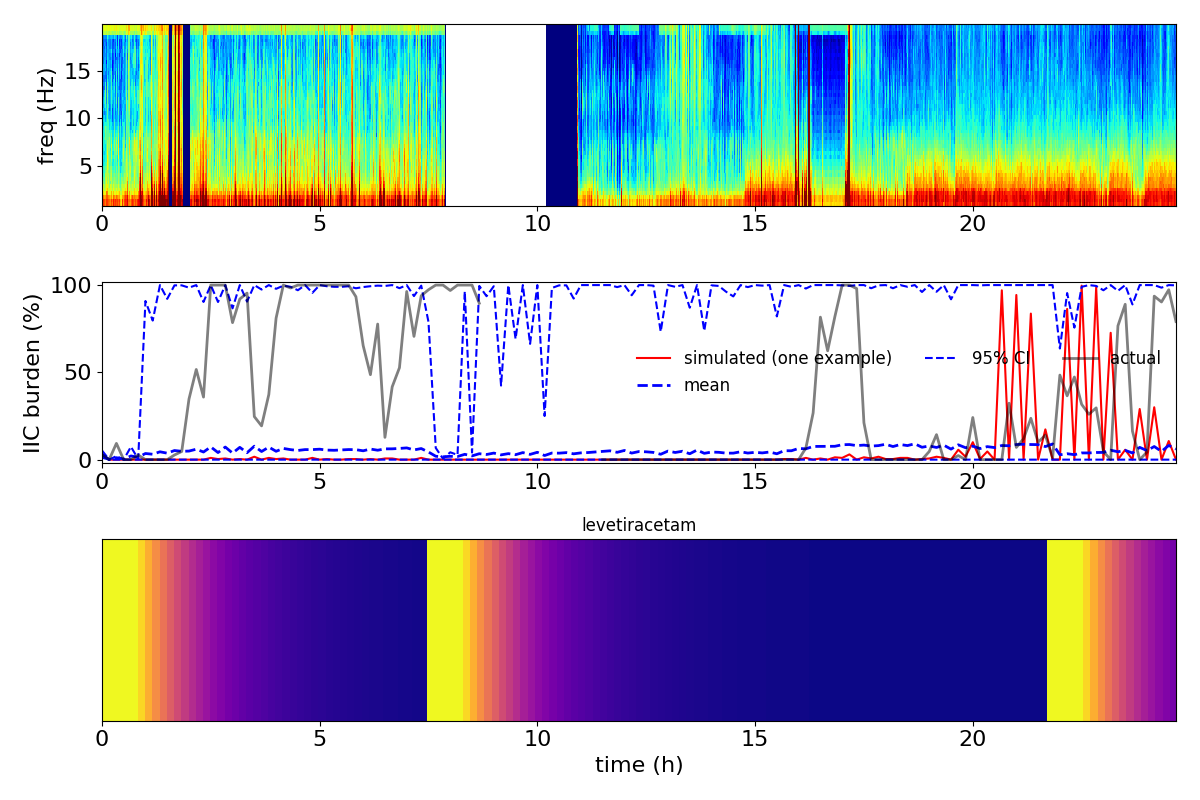 freq (Hz)
15
10
5
0 5 10 15 20
IIC burden (%)
100
50
0
simulated (one example) 95% CI actual
mean
0 5 10 15 20
levetiracetam
0 5 10 15 20
time (h)